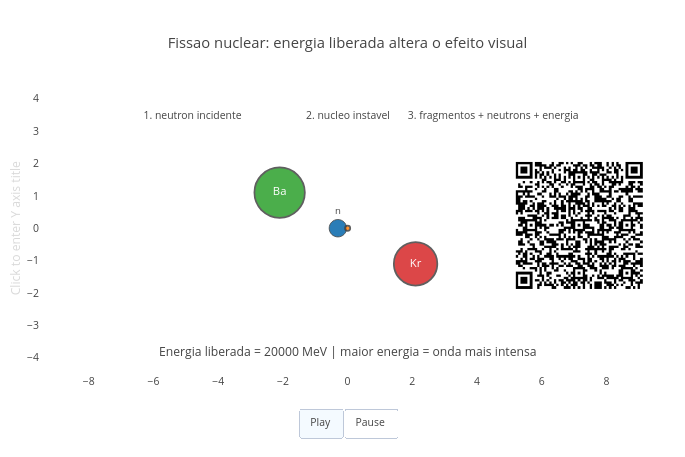 Fissao nuclear: energia liberada altera o efeito visual
1. neutron incidente
2. nucleo instavel
3. fragmentos + neutrons + energia
Click to enter Y axis title
4
3
2
1
0
−1
−2
−3
−4
Ba
n
Kr
Energia liberada = 20000 MeV | maior energia = onda mais intensa
−8
−6
−4
−2
0
2
4
6
8
Play
Pause